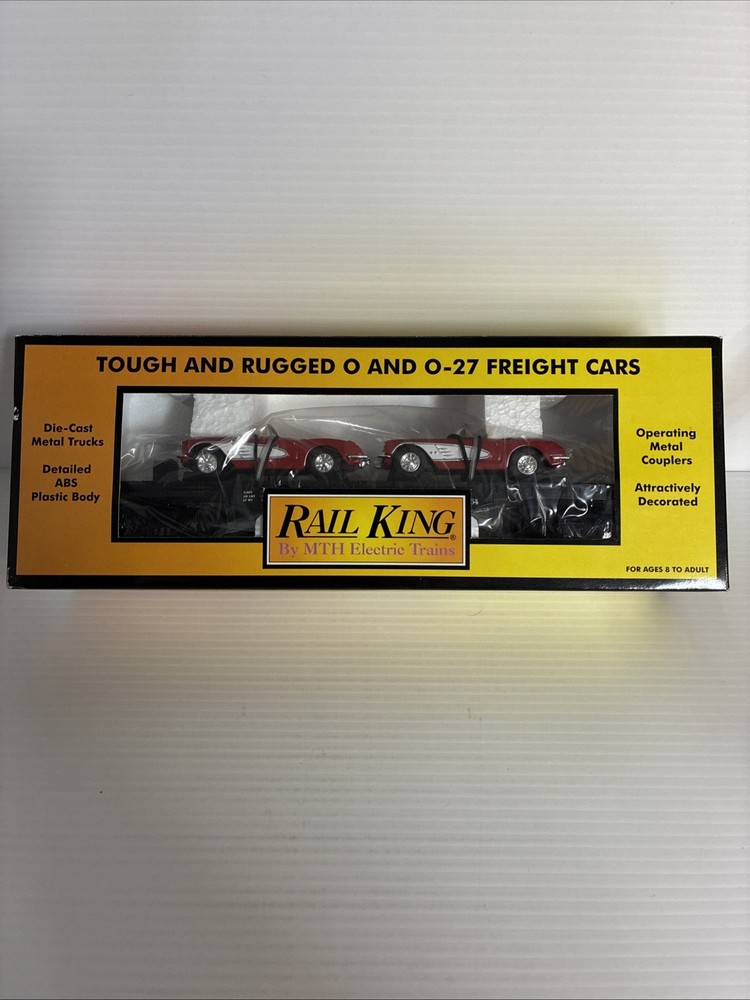 TOUGH AND RUGGED O AND O-27 FREIGHT CARS
Die-Cast
Metal Trucks
Detailed
ABS
Plastic Body
Operating
Metal
Couplers
Attractively
Decorated
RAIL KING®
By MTH Electric Trains
FOR AGES 8 TO ADULT